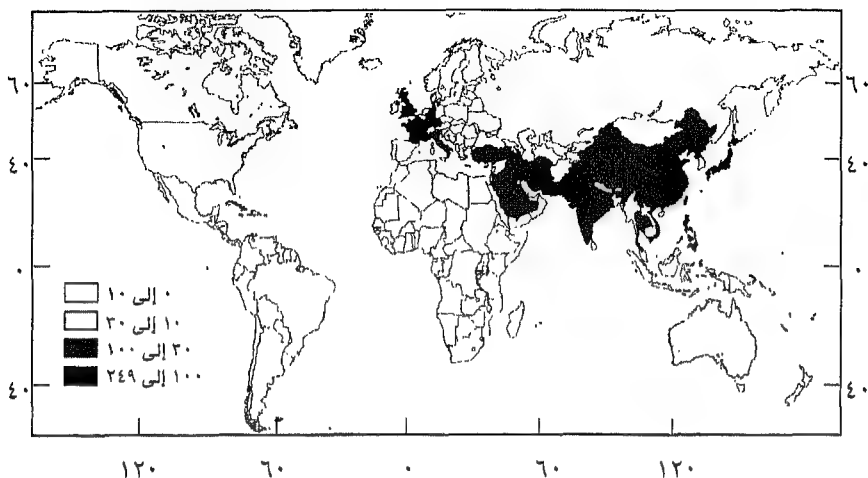 ٦٠ ٦٠
٤٠ ٤٠
٠ ٠
٠ إلى ١٠
١٠ إلى ٣٠
٣٠ إلى ١٠٠
١٠٠ إلى ٢٤٩
٤٠ ٤٠
١٢٠ ٦٠ ٠ ٦٠ ١٢٠